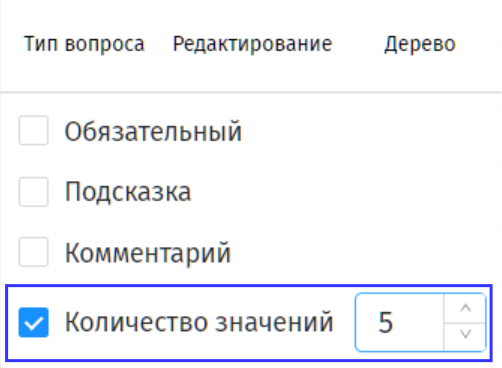 Тип вопроса Редактирование Дерево
Обязательный
Подсказка
Комментарий
Количество значений 5